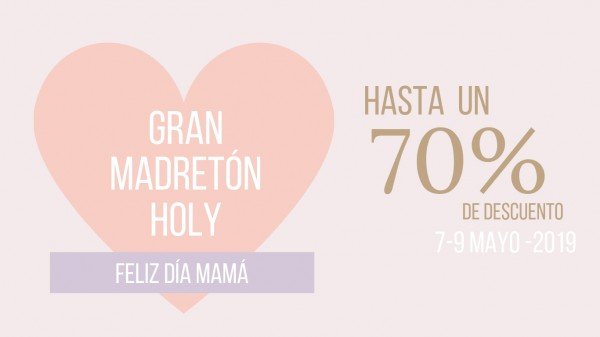 GRAN
MADRETÓN
HOLY
FELIZ DÍA MAMÁ
HASTA UN
70%
DE DESCUENTO
7-9 MAYO -2019